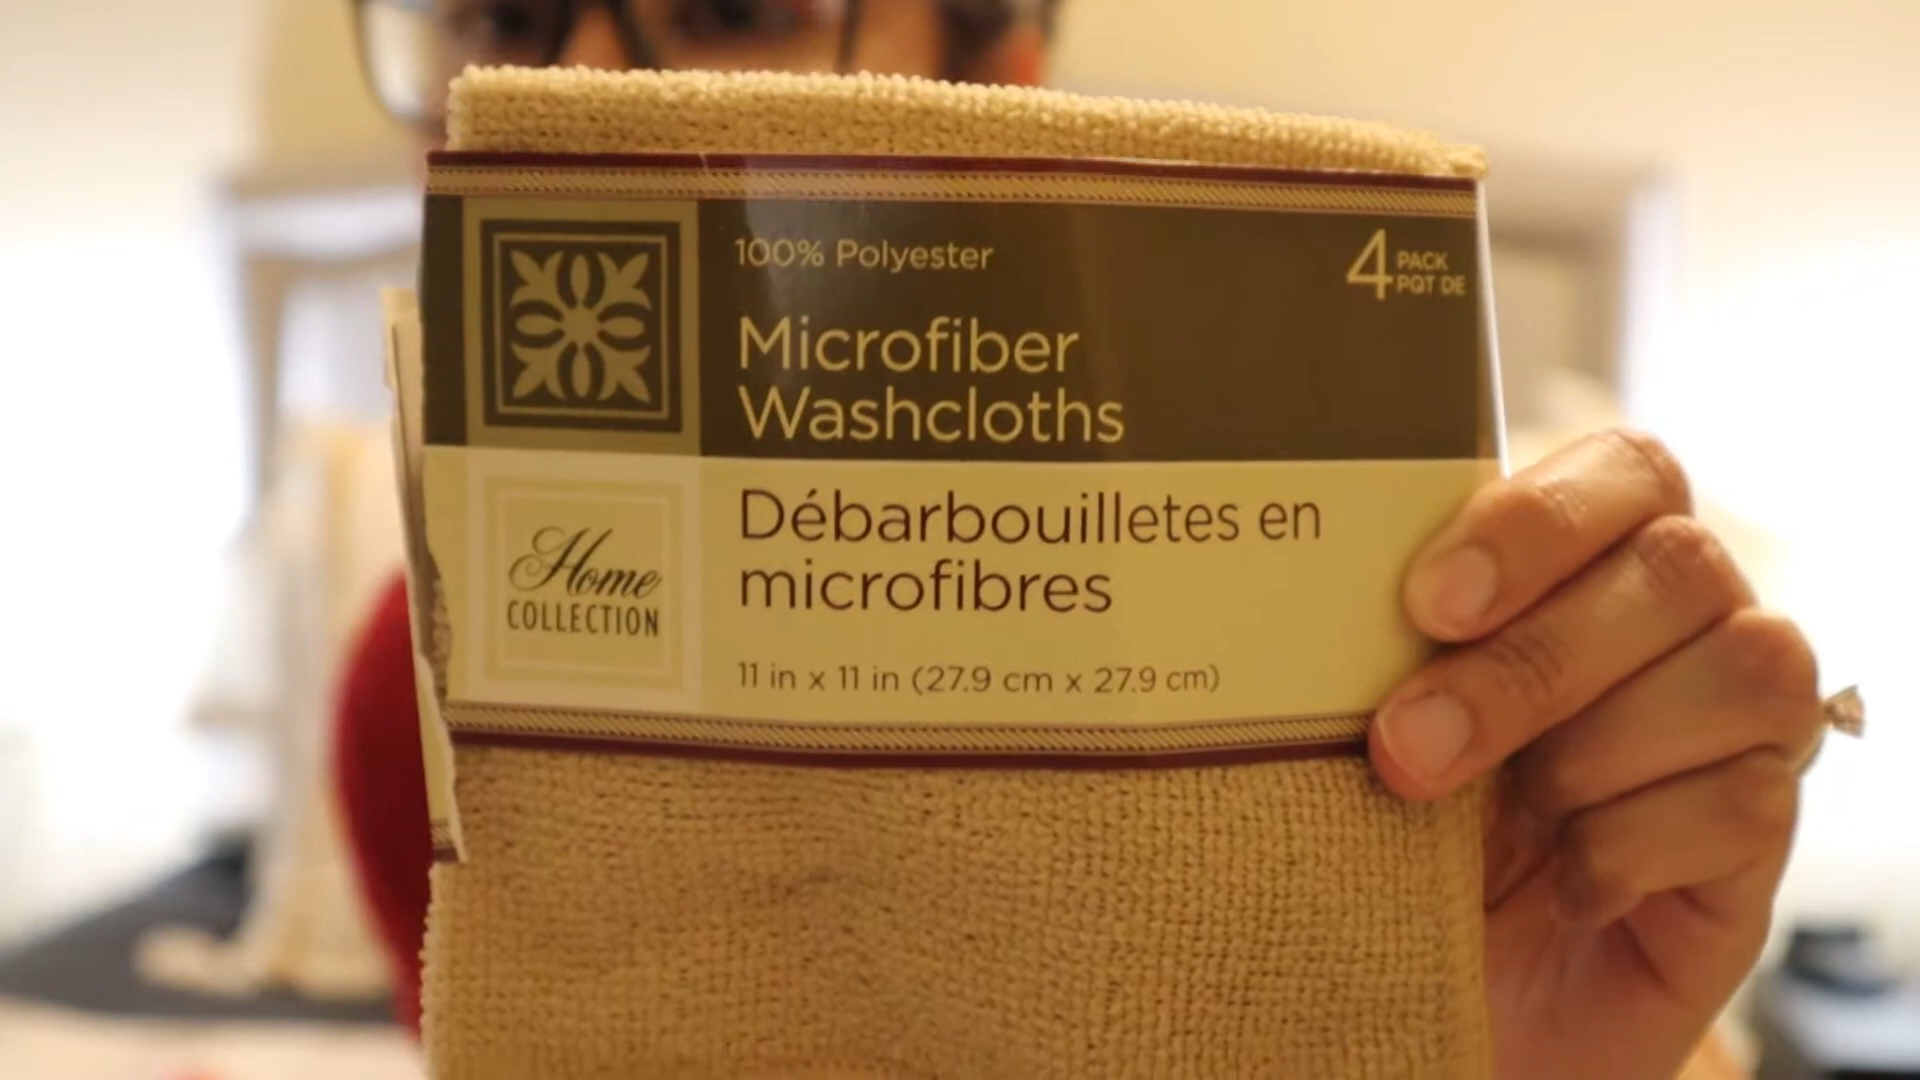 100% Polyester
4 PACK
PQT DE
Microfiber
Washcloths
Débarbouilletes en
microfibres
Home
COLLECTION
11 in x 11 in (27.9 cm x 27.9 cm)